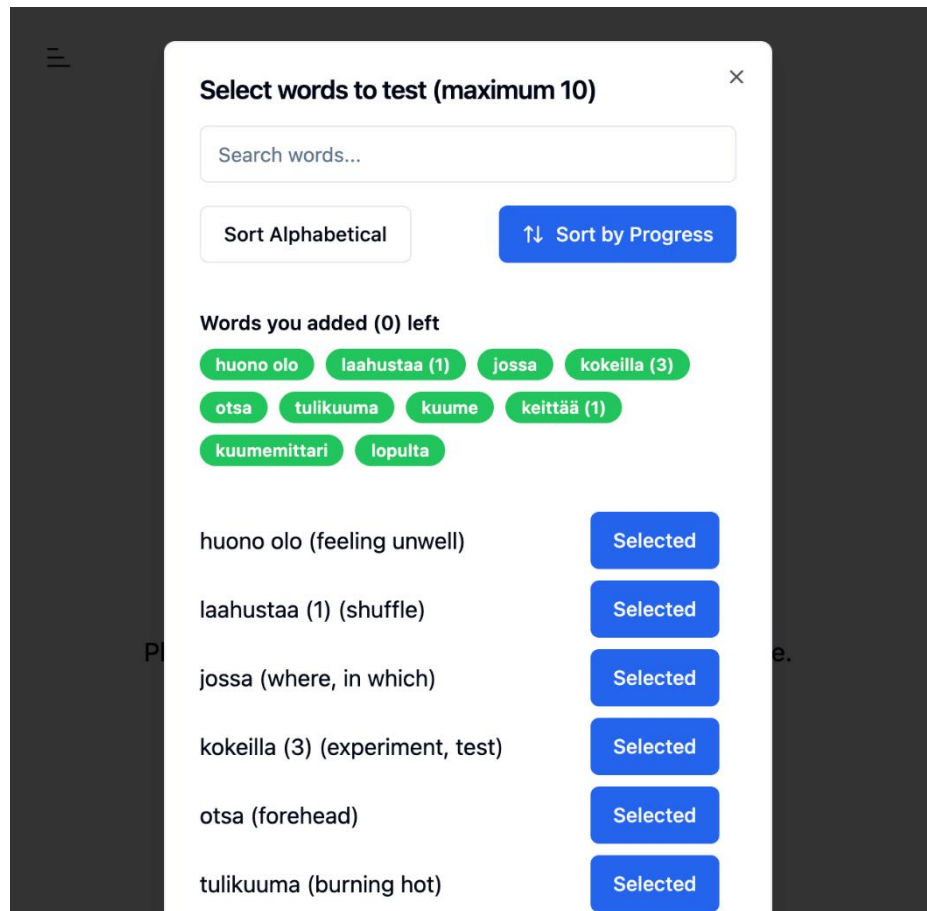 Select words to test (maximum 10)
Search words...
Sort Alphabetical
Sort by Progress
Words you added (0) left
huono olo laahustaa (1) jossa kokeilla (3)
otsa tulikuuma kuume keittää (1)
kuumemittari lopulta
huono olo (feeling unwell) Selected
laahustaa (1) (shuffle) Selected
jossa (where, in which) Selected
kokeilla (3) (experiment, test) Selected
otsa (forehead) Selected
tulikuuma (burning hot) Selected